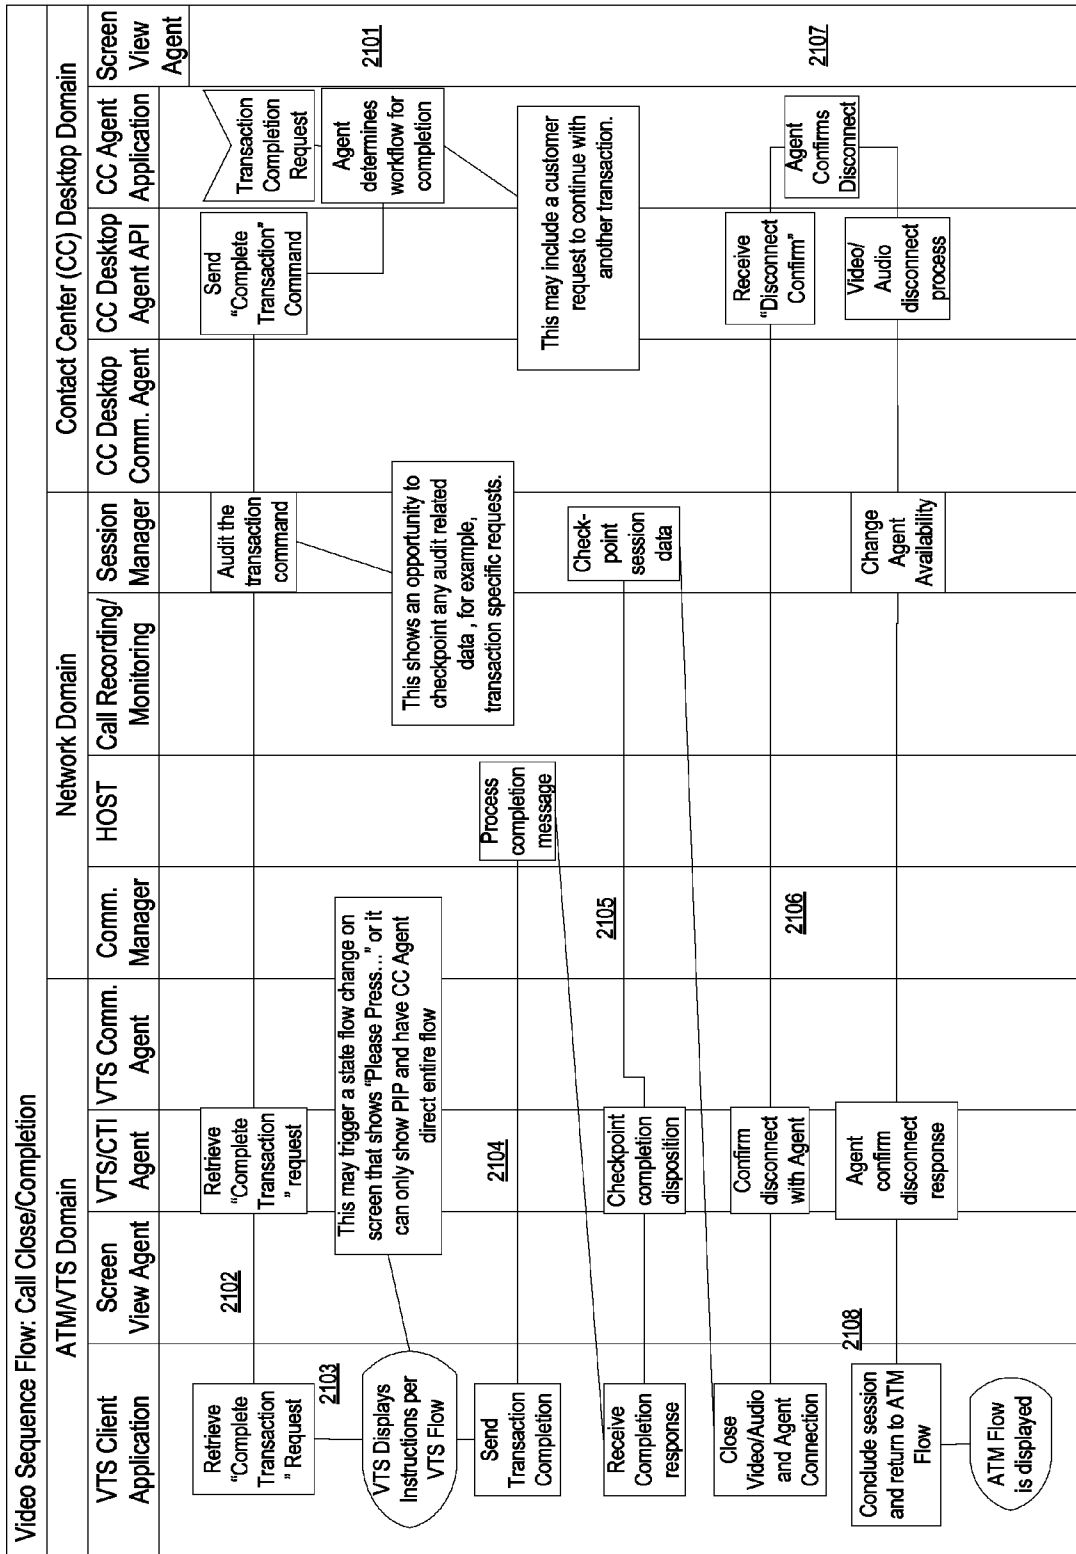 Video Sequence Flow: Call Close/Completion
ATM/VTS Domain
Network Domain
Contact Center (CC) Desktop Domain
VTS Client
Application
Screen
View Agent
VTS/CTI
Agent
VTS Comm.
Agent
Comm.
Manager
HOST
Call Recording/
Monitoring
Session
Manager
CC Desktop
Comm. Agent
CC Desktop
Agent API
CC Agent
Application
Screen
View
Agent
Transaction
Completion
Request
Agent
determines
workflow for
completion
2101
Send
“Complete
Transaction”
Command
Audit the
transaction
command
Retrieve
“Complete
Transaction
” request
2102
Retrieve
“Complete
Transaction
” Request
2103
This shows an opportunity to
checkpoint any audit related
data , for example,
transaction specific requests.
This may include a customer
request to continue with
another transaction.
VTS Displays
Instructions per
VTS Flow
This may trigger a state flow change on
screen that shows “Please Press...” or it
can only show PIP and have CC Agent
direct entire flow
Send
Transaction
Completion
2104
Process
completion
message
Receive
Completion
response
Checkpoint
completion
disposition
2105
Check-
point
session
data
Close
Video/Audio
and Agent
Connection
Confirm
disconnect
with Agent
2106
Receive
“Disconnect
Confirm”
Agent
Confirms
Disconnect
2107
Video/
Audio
disconnect
process
Change
Agent
Availability
Agent
confirm
disconnect
response
2108
Conclude session
and return to ATM
Flow
ATM Flow
is displayed